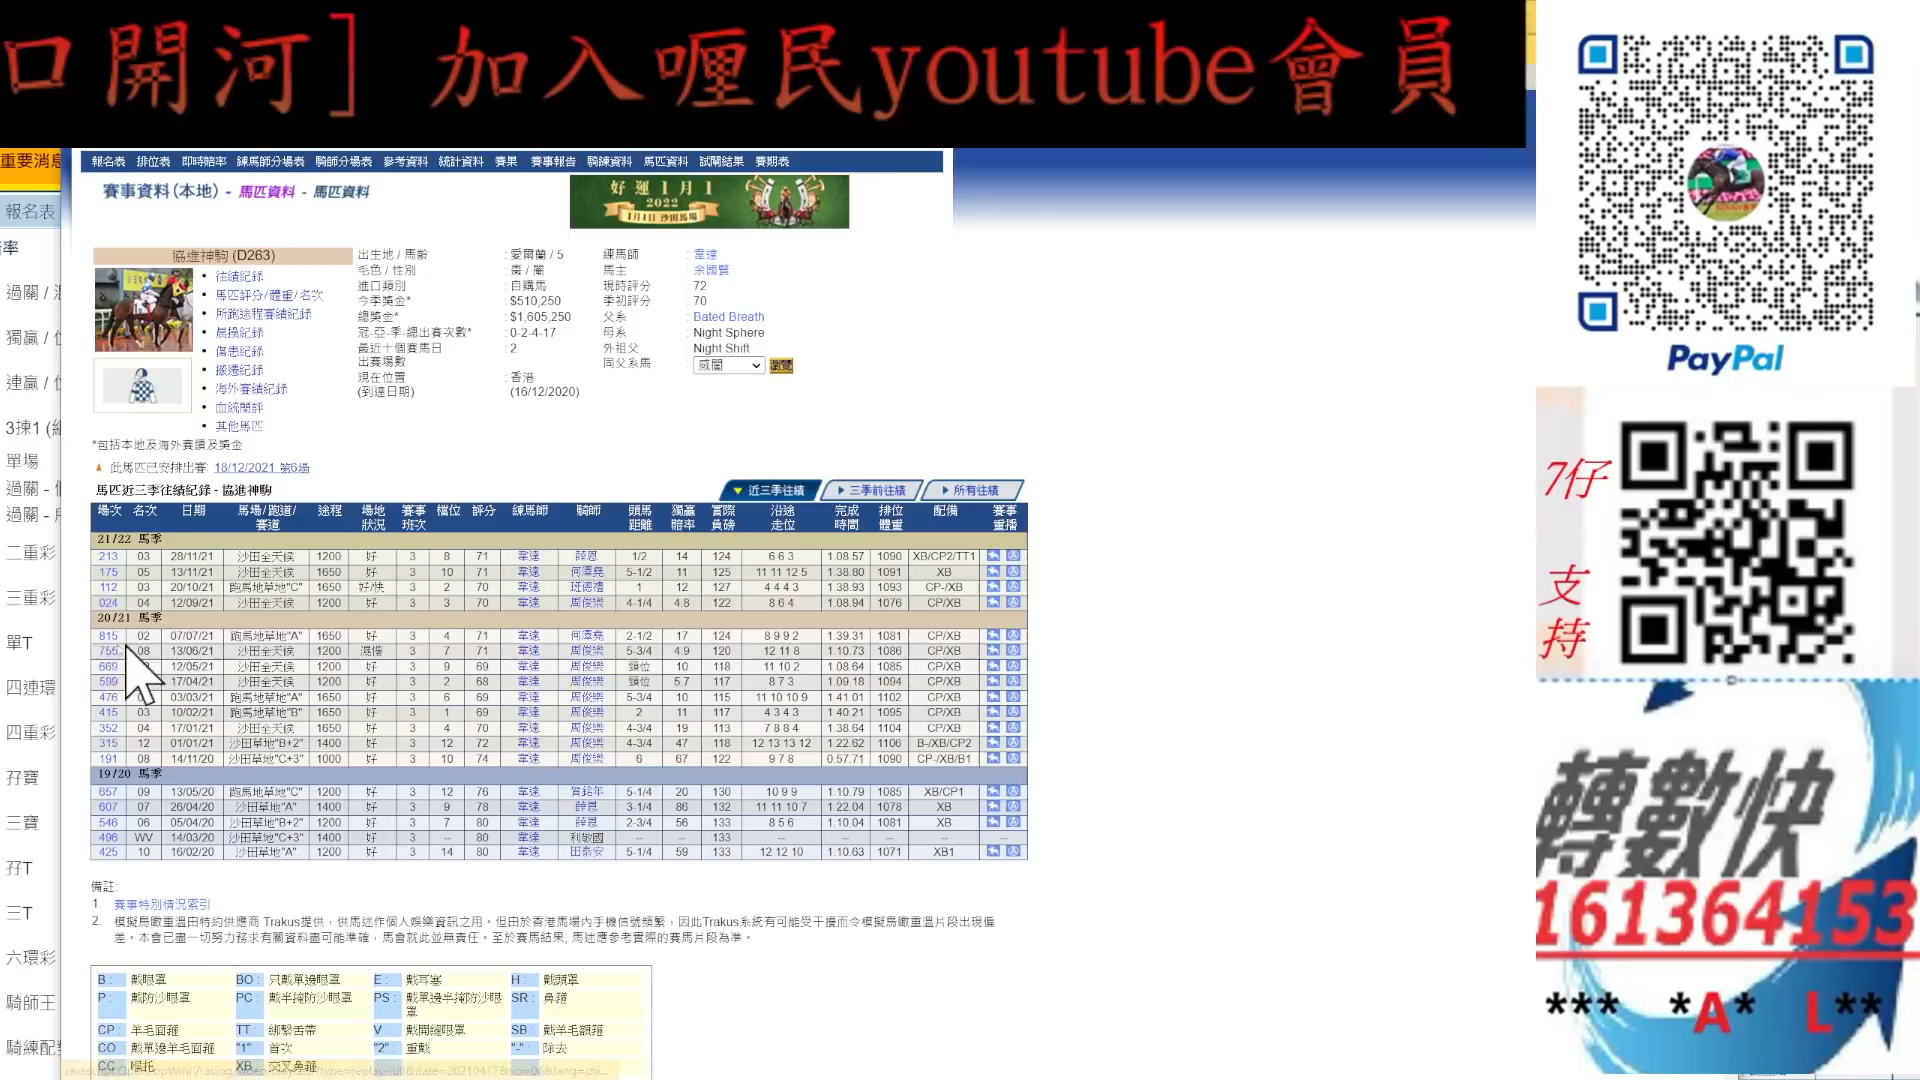 口開河] 加入喱民youtube會員
重要消息
報名表 排位表 即時賠率 練馬師分場表 騎師分場表 參考資料 統計資料 賽果 賽事報告 騎練資料 馬匹資料 試閘結果 賽期表
賽事資料(本地) - 馬匹資料 - 馬匹資料
好運1月1
2022
1月1日 沙田馬場
報名表
過關 /
獨贏 /
連贏 /
3揀1
單場
過關 -
過關 -
二重彩
三重彩
單T
四連環
四重彩
孖寶
三寶
孖T
三T
六環彩
騎師王
騎練配
協進神駒 (D263)
• 往績紀錄
• 馬匹評分/體重/名次
• 所跑途程賽績紀錄
• 晨操紀錄
• 傷患紀錄
• 搬遷紀錄
• 海外賽績紀錄
• 血統簡評
• 其他馬匹
出生地 / 馬齡 : 愛爾蘭 / 5
毛色 / 性別 : 棗 / 閹
進口類別 : 自購馬
今季獎金* : $510,250
總獎金* : $1,605,250
冠-亞-季-總出賽次數* : 0-2-4-17
最近十個賽馬日 : 2
出賽場數
現在位置 : 香港
(到達日期) (16/12/2020)
練馬師 : 韋達
馬主 : 余國賢
現時評分 : 72
季初評分 : 70
父系 : Bated Breath
母系 : Night Sphere
外祖父 : Night Shift
同父系馬 : 威閩 瀏覽
*包括本地及海外賽績及獎金
此馬匹已安排出賽: 18/12/2021 第6場
馬匹近三季往績紀錄 - 協進神駒
近三季往績 三季前往績 所有往績
場次 名次 日期 馬場/跑道/賽道 途程 場地狀況 賽事班次 檔位 評分 練馬師 騎師 頭馬距離 獨贏賠率 實際負磅 沿途走位 完成時間 排位體重 配備 賽事重播
21/22 馬季
213 03 28/11/21 沙田全天候 1200 好 3 8 71 韋達 薛恩 1/2 14 124 6 6 3 1.08.57 1090 XB/CP2/TT1
175 05 13/11/21 沙田全天候 1650 好 3 10 71 韋達 何澤堯 5-1/2 11 125 11 11 12 5 1.38.80 1091 XB
112 03 20/10/21 跑馬地草地"C" 1650 好/快 3 2 70 韋達 班德禮 1 12 127 4 4 4 3 1.38.93 1093 CP-/XB
024 04 12/09/21 沙田全天候 1200 好 3 3 70 韋達 周俊樂 4-1/4 4.8 122 8 6 4 1.08.94 1076 CP/XB
20/21 馬季
815 02 07/07/21 跑馬地草地"A" 1650 好 3 4 71 韋達 何澤堯 2-1/2 17 124 8 9 9 2 1.39.31 1081 CP/XB
755 08 13/06/21 沙田全天候 1200 濕慢 3 7 71 韋達 周俊樂 5-3/4 4.9 120 12 11 8 1.10.73 1086 CP/XB
669 12/05/21 沙田全天候 1200 好 3 9 69 韋達 周俊樂 頸位 10 118 11 10 2 1.08.64 1085 CP/XB
599 17/04/21 沙田全天候 1200 好 3 2 68 韋達 周俊樂 頸位 5.7 117 8 7 3 1.09.18 1094 CP/XB
476 03/03/21 跑馬地草地"A" 1650 好 3 6 69 韋達 周俊樂 5-3/4 10 115 11 10 10 9 1.41.01 1102 CP/XB
415 03 10/02/21 跑馬地草地"B" 1650 好 3 1 69 韋達 周俊樂 2 11 117 4 3 4 3 1.40.21 1095 CP/XB
352 04 17/01/21 沙田全天候 1650 好 3 4 70 韋達 周俊樂 4-3/4 19 113 7 8 8 4 1.38.64 1104 CP/XB
315 12 01/01/21 沙田草地"B+2" 1400 好 3 12 72 韋達 周俊樂 4-3/4 47 118 12 13 13 12 1.22.62 1106 B-/XB/CP2
191 08 14/11/20 沙田草地"C+3" 1000 好 3 10 74 韋達 周俊樂 6 67 122 9 7 8 0.57.71 1090 CP-/XB/B1
19/20 馬季
657 09 13/05/20 跑馬地草地"C" 1200 好 3 12 76 韋達 賀銘年 5-1/4 20 130 10 9 9 1.10.79 1085 XB/CP1
607 07 26/04/20 沙田草地"A" 1400 好 3 9 78 韋達 薛恩 3-1/4 86 132 11 11 10 7 1.22.04 1078 XB
546 06 05/04/20 沙田草地"B+2" 1200 好 3 7 80 韋達 薛恩 2-3/4 56 133 8 5 6 1.10.04 1081 XB
496 WV 14/03/20 沙田草地"C+3" 1400 好 3 -- 80 韋達 利敬國 -- -- 133 -- -- -- -- --
425 10 16/02/20 沙田草地"A" 1200 好 3 14 80 韋達 田泰安 5-1/4 59 133 12 12 10 1.10.63 1071 XB1
備註:
1. 賽事特別情況索引
2. 模擬鳥瞰重溫由特約供應商 Trakus提供，供馬迷作個人娛樂資訊之用。但由於香港馬場內手機信號頻繁，因此Trakus系統有可能受干擾而令模擬鳥瞰重溫片段出現偏
差。本會已盡一切努力務求有關資料盡可能準確，馬會就此並無責任。至於賽馬結果, 馬迷應參考實際的賽馬片段為準。
B : 戴眼罩 BO : 只戴單邊眼罩 E : 戴耳塞 H : 戴頭罩
P : 戴防沙眼罩 PC : 戴半掩防沙眼罩 PS : 戴單邊半掩防沙眼罩 SR : 鼻箍
CP : 羊毛面箍 TT : 綁繫舌帶 V : 戴開縫眼罩 SB : 戴羊毛額箍
CO 戴單邊羊毛面箍 "1" : 首次 "2" : 重戴 "-" : 除去
CC 喉托 XB 交叉鼻箍
PayPal
7仔
支持
轉數快
161364153
*** *A* L**